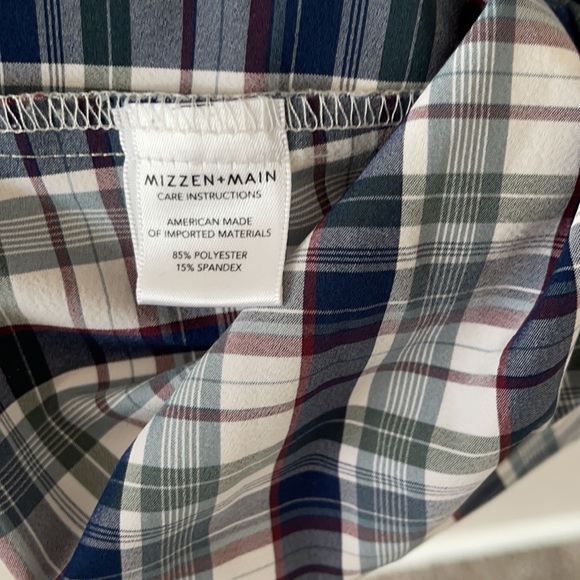 MIZZEN+MAIN
CARE INSTRUCTIONS
AMERICAN MADE
OF IMPORTED MATERIALS
85% POLYESTER
15% SPANDEX